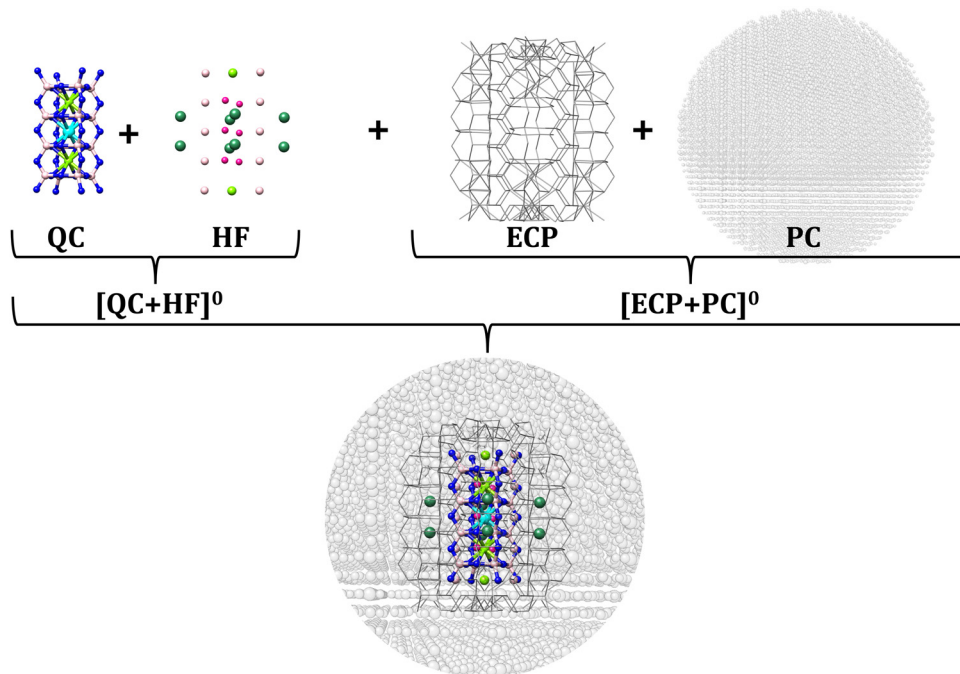 + + +
QC HF ECP PC
[QC+HF]⁰ [ECP+PC]⁰